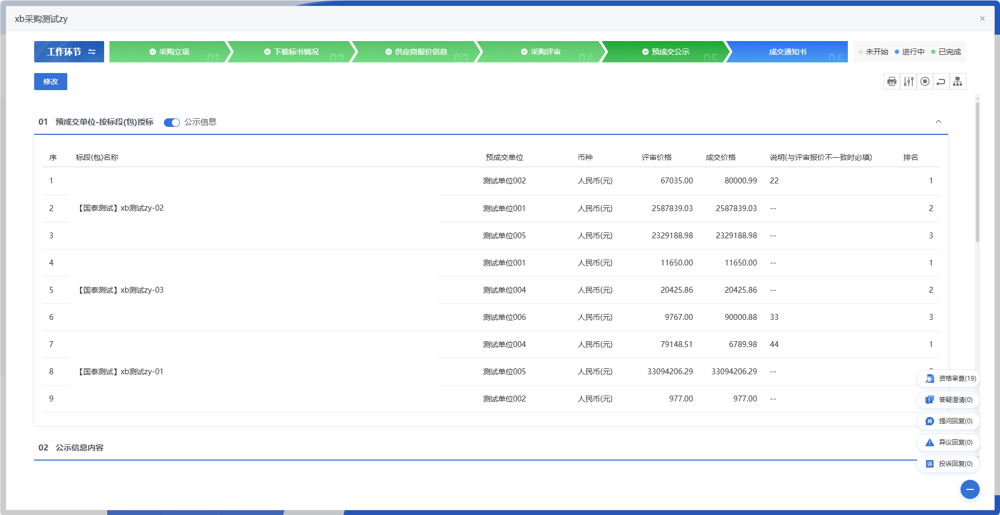 xb采购测试zy
工作环节 采购立项 01 下载标书情况 02 供应商报价信息 03 采购评审 04 预成交公示 05 成交通知书 06 未开始 进行中 已完成
修改
01 预成交单位-按标段(包)授标 公示信息
序 标段(包)名称 预成交单位 币种 评审价格 成交价格 说明(与评审报价不一致时必填) 排名
1 测试单位002 人民币(元) 67035.00 80000.99 22 1
2 【国泰测试】xb测试zy-02 测试单位001 人民币(元) 2587839.03 2587839.03 -- 2
3 测试单位005 人民币(元) 2329188.98 2329188.98 -- 3
4 测试单位001 人民币(元) 11650.00 11650.00 -- 1
5 【国泰测试】xb测试zy-03 测试单位004 人民币(元) 20425.86 20425.86 -- 2
6 测试单位006 人民币(元) 9767.00 90000.88 33 3
7 测试单位004 人民币(元) 79148.51 6789.98 44 1
8 【国泰测试】xb测试zy-01 测试单位005 人民币(元) 33094206.29 33094206.29 --
资格审查(19)
9 测试单位002 人民币(元) 977.00 977.00 --
答疑澄清(0)
问 提问回复(0)
异议回复(0)
02 公示信息内容
诉 投诉回复(0)